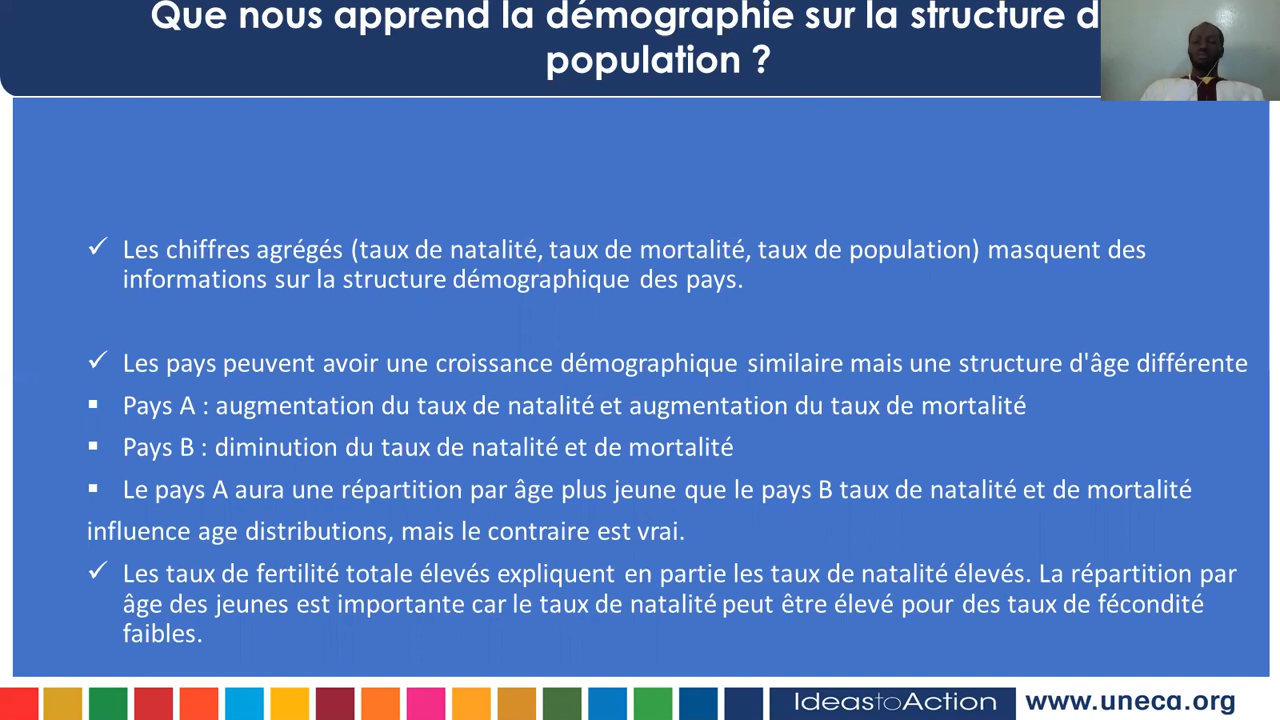 Que nous apprend la démographie sur la structure d
population ?
✓ Les chiffres agrégés (taux de natalité, taux de mortalité, taux de population) masquent des
informations sur la structure démographique des pays.
✓ Les pays peuvent avoir une croissance démographique similaire mais une structure d'âge différente
▪ Pays A : augmentation du taux de natalité et augmentation du taux de mortalité
▪ Pays B : diminution du taux de natalité et de mortalité
▪ Le pays A aura une répartition par âge plus jeune que le pays B taux de natalité et de mortalité
influence age distributions, mais le contraire est vrai.
✓ Les taux de fertilité totale élevés expliquent en partie les taux de natalité élevés. La répartition par
âge des jeunes est importante car le taux de natalité peut être élevé pour des taux de fécondité
faibles.
IdeastoAction www.uneca.org